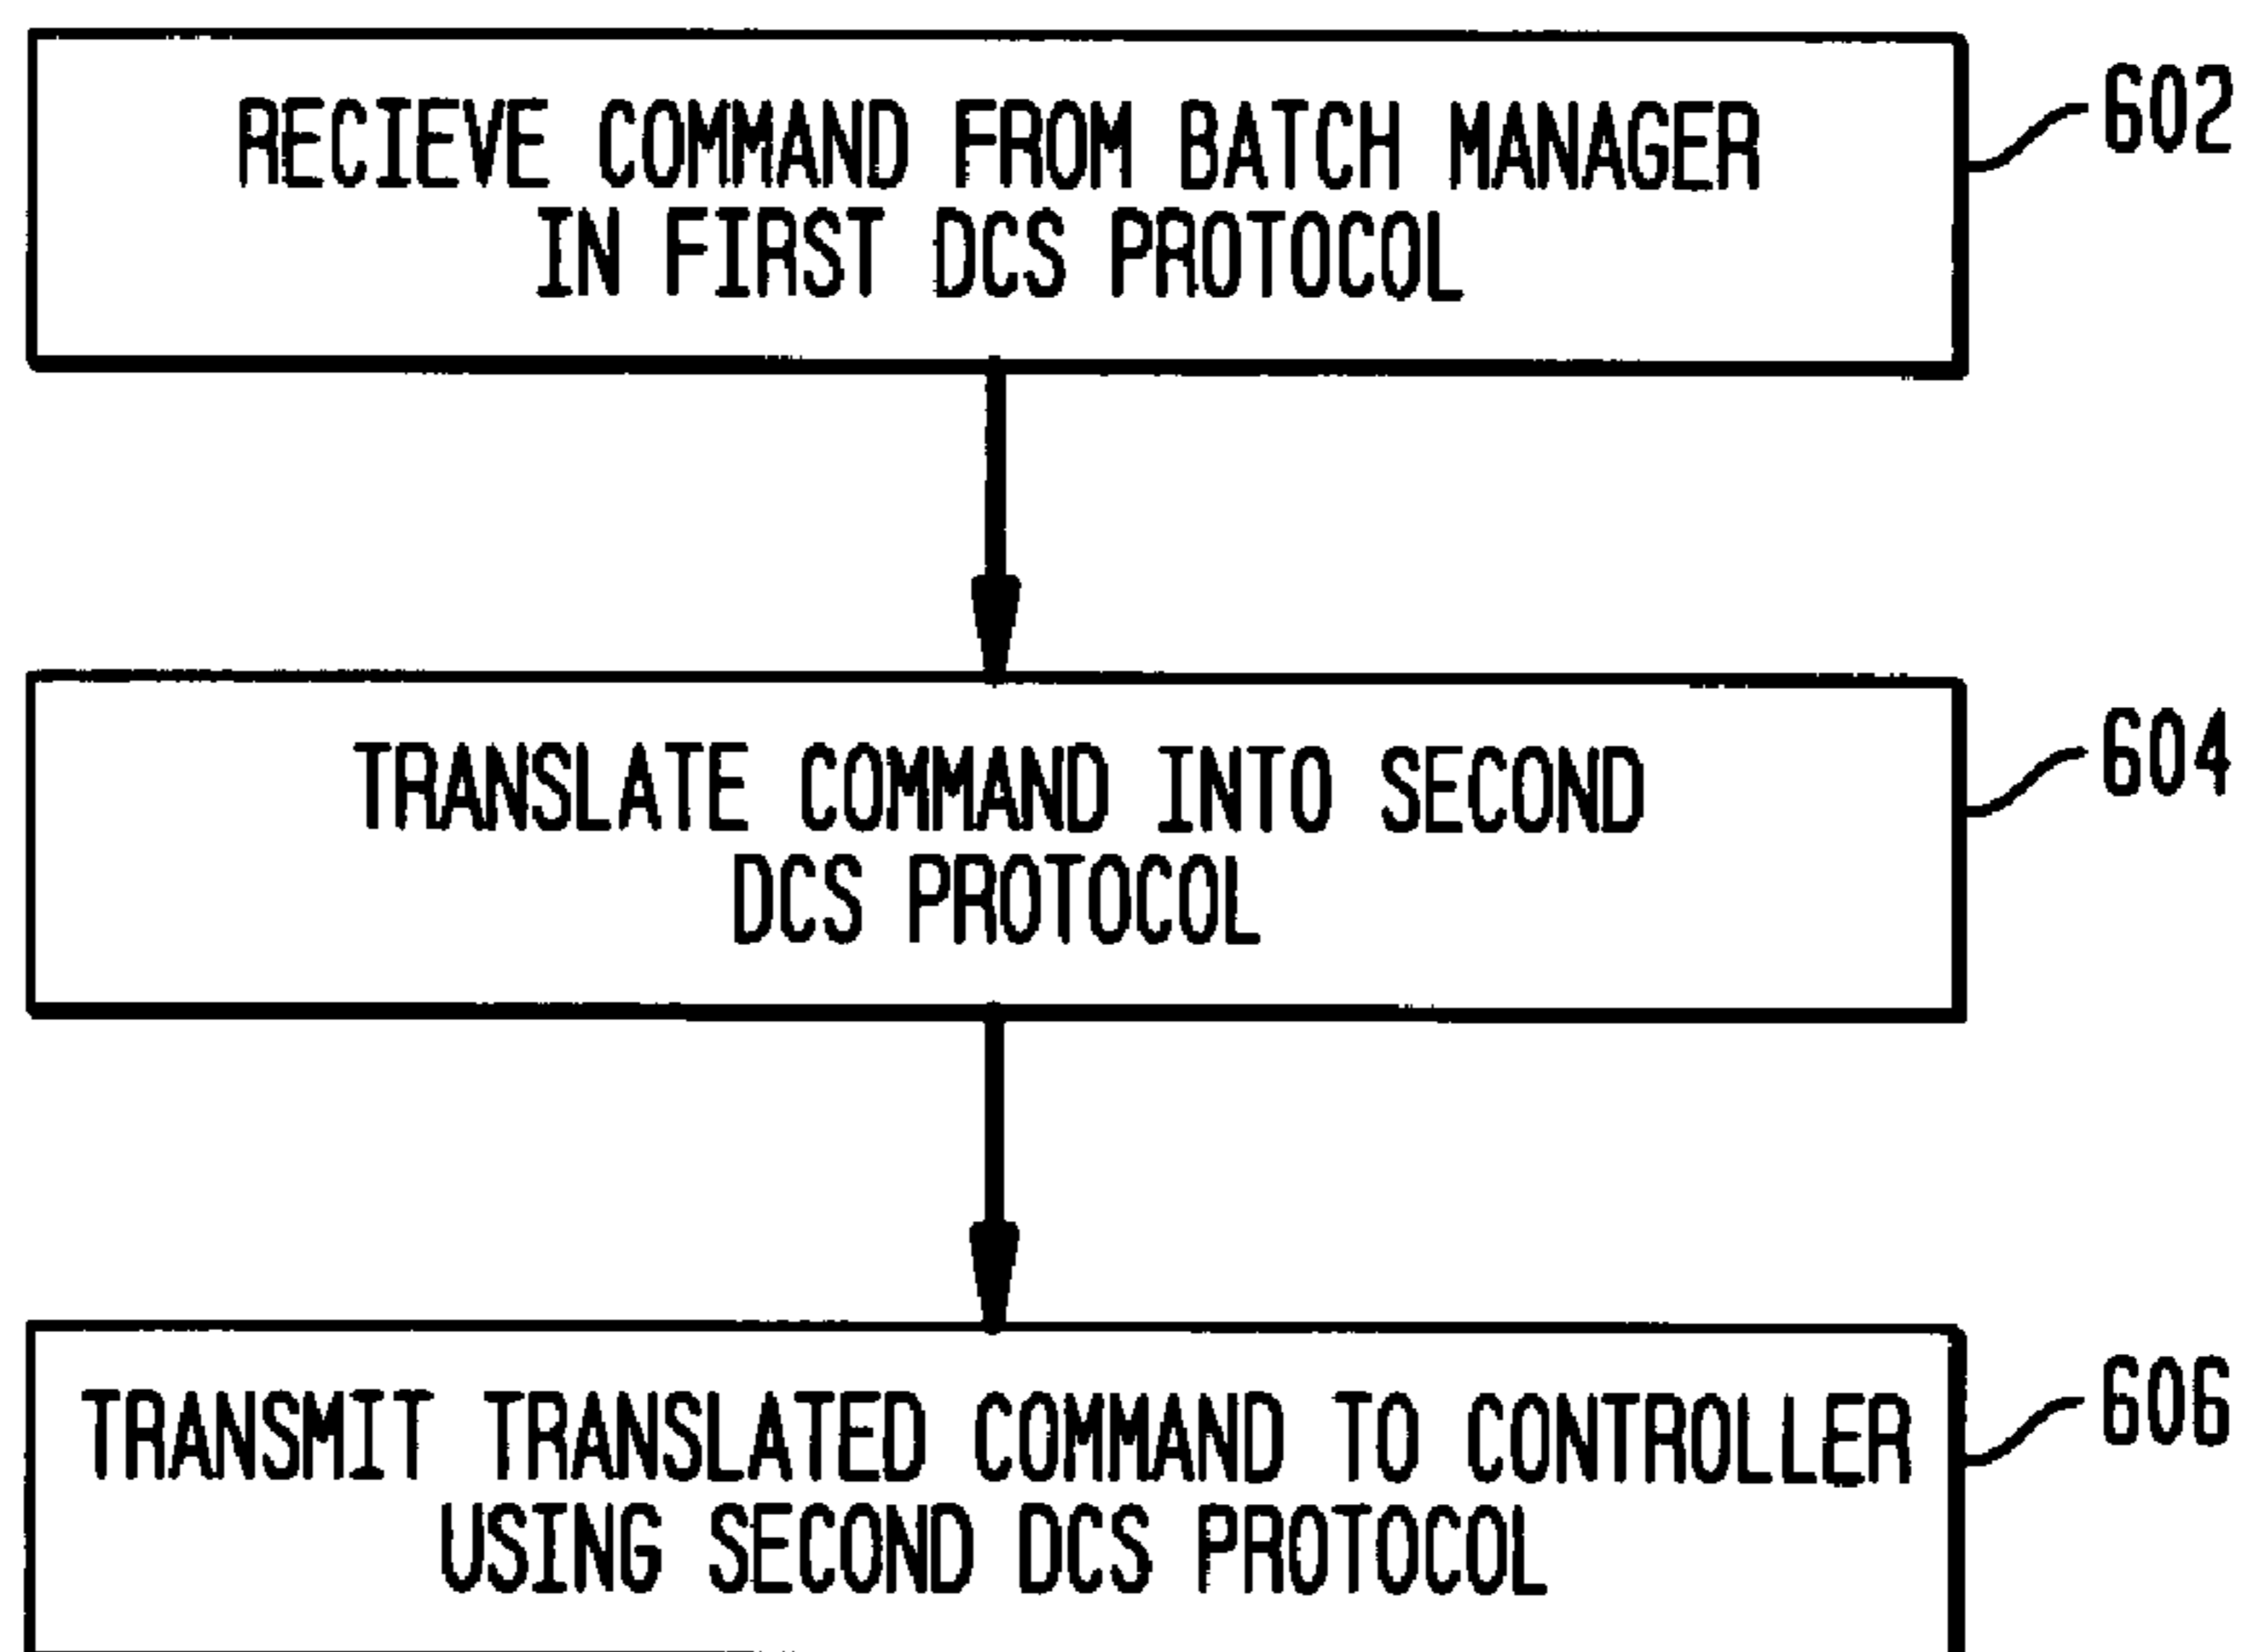 RECIEVE COMMAND FROM BATCH MANAGER
IN FIRST DCS PROTOCOL
602
TRANSLATE COMMAND INTO SECOND
DCS PROTOCOL
604
TRANSMIT TRANSLATED COMMAND TO CONTROLLER
USING SECOND DCS PROTOCOL
606